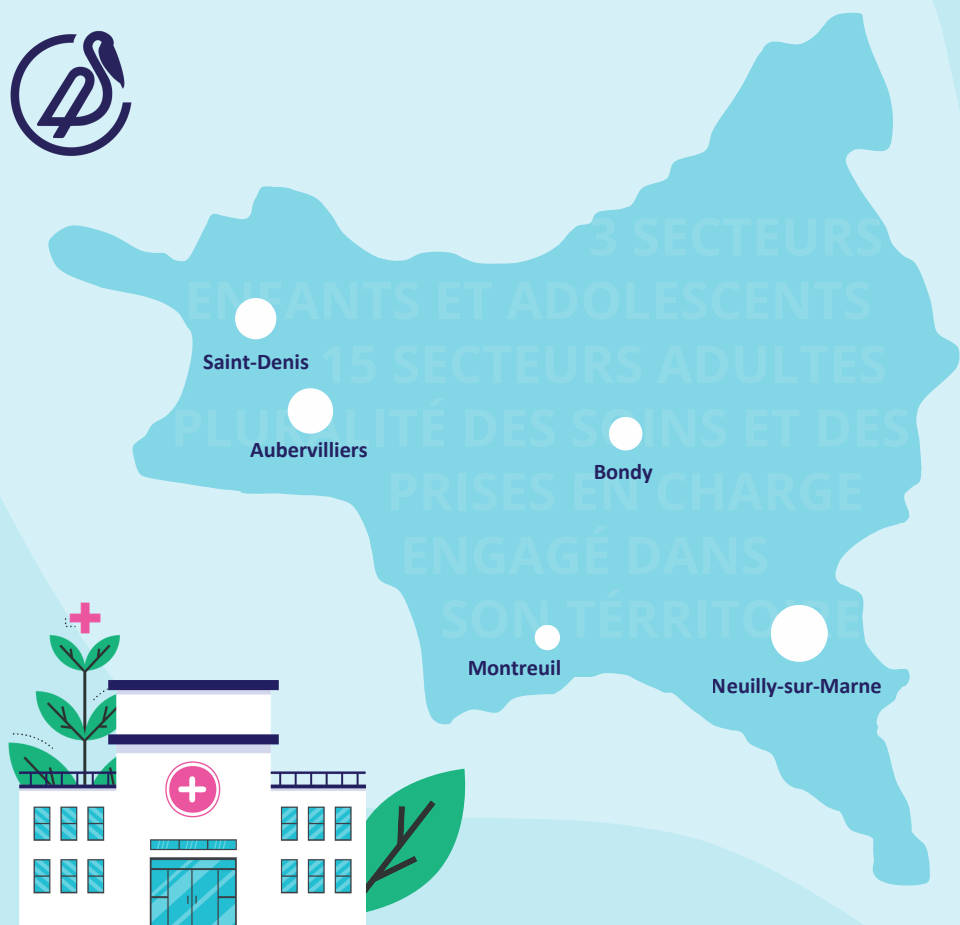 3 SECTEURS
ENFANTS ET ADOLESCENTS
15 SECTEURS ADULTES
PLURALITÉ DES SOINS ET DES
PRISES EN CHARGE
ENGAGÉ DANS
SON TÉRRITOIRE
Saint-Denis
Aubervilliers
Bondy
Montreuil
Neuilly-sur-Marne